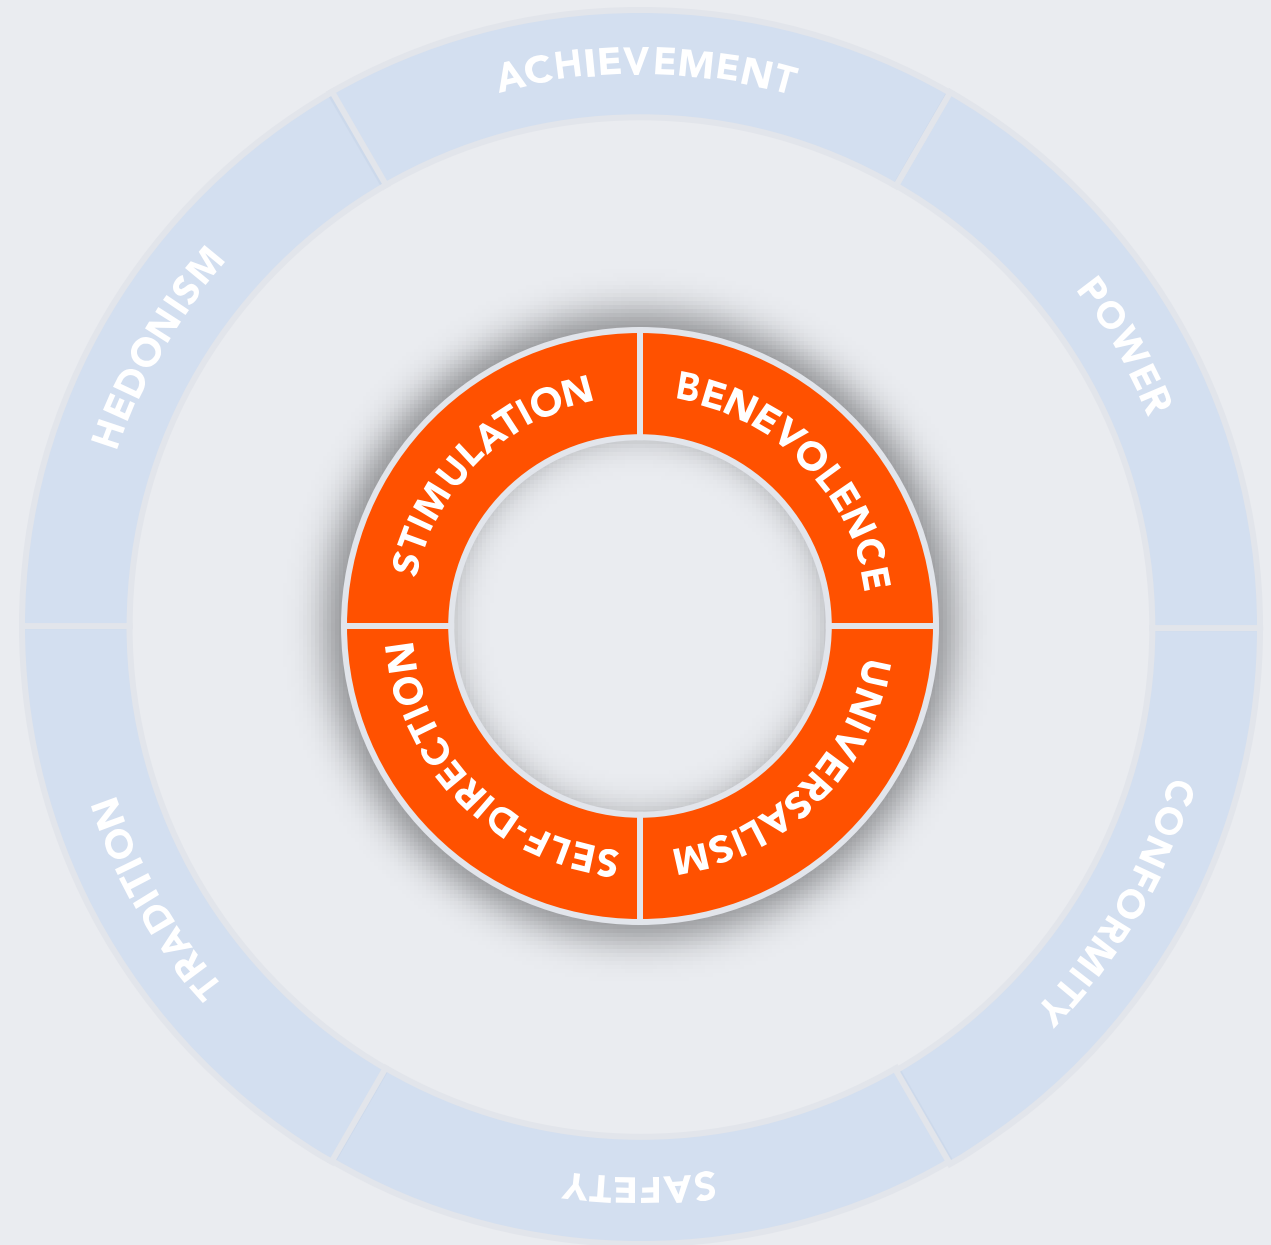 ACHIEVEMENT
POWER
CONFORMITY
SAFETY
TRADITION
HEDONISM
BENEVOLENCE
UNIVERSALISM
SELF-DIRECTION
STIMULATION